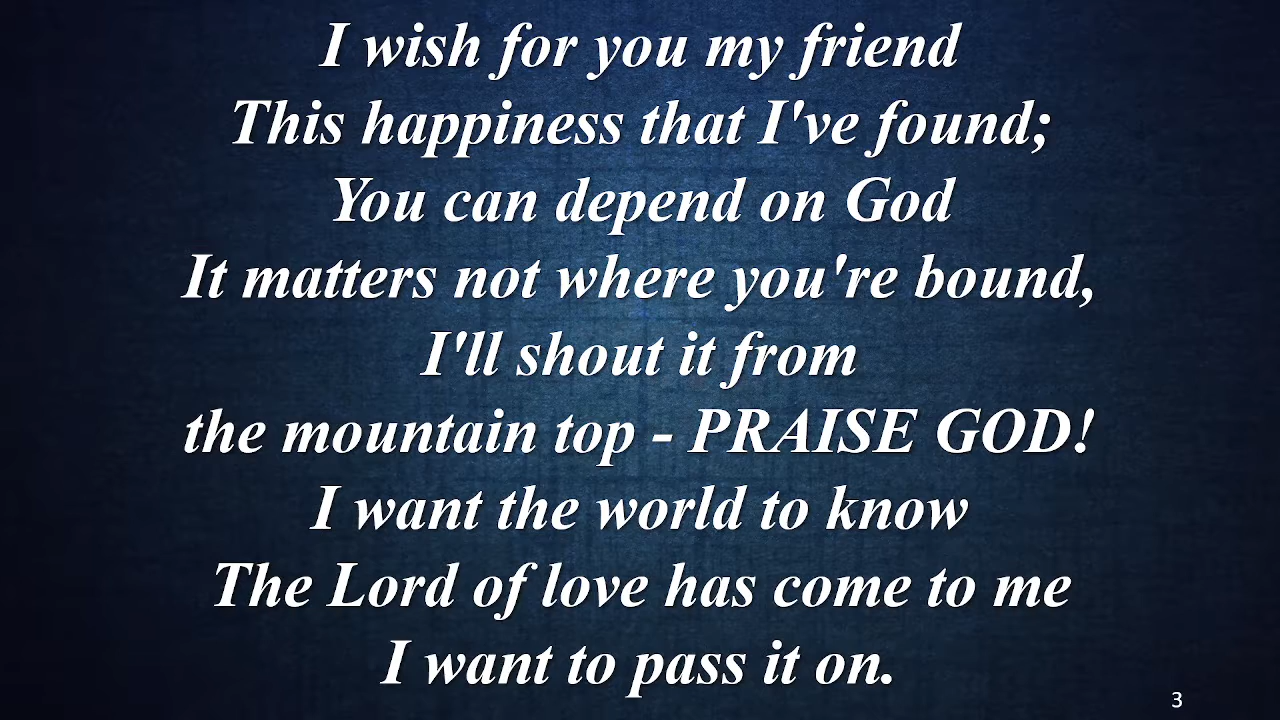 I wish for you my friend
This happiness that I've found;
You can depend on God
It matters not where you're bound,
I'll shout it from
the mountain top - PRAISE GOD!
I want the world to know
The Lord of love has come to me
I want to pass it on.
3